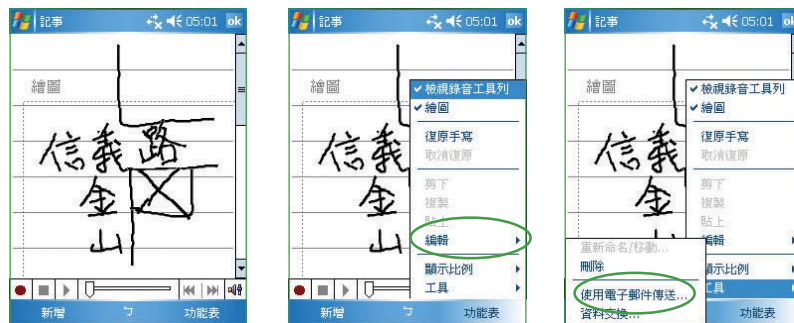 記事
05:01
ok
繪圖
信義路
金
山
新增
功能表
記事
05:01
ok
繪圖
信義
金
山
檢視錄音工具列
繪圖
復原手寫
取消復原
剪下
複製
貼上
編輯
顯示比例
工具
新增
功能表
記事
05:01
ok
繪圖
信義
金
山
檢視錄音工具列
繪圖
復原手寫
取消復原
剪下
複製
貼上
編輯
顯示比例
工具
重新命名/移動...
刪除
使用電子郵件傳送...
資料交換...
功能表